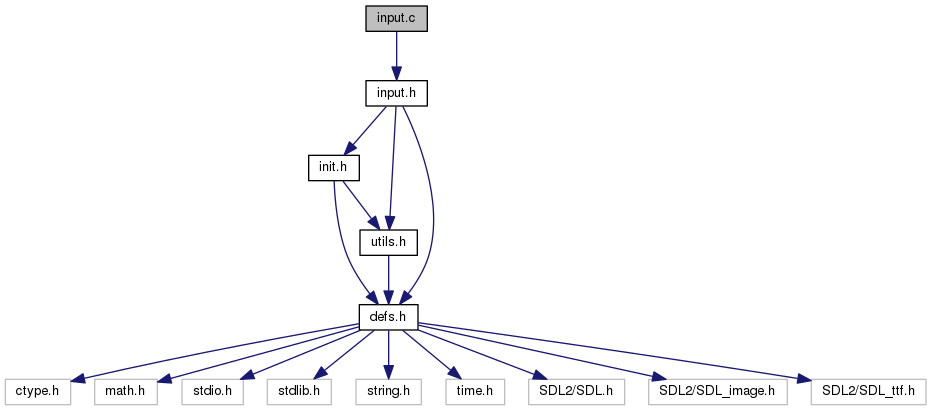 input.c
input.h
init.h
utils.h
defs.h
ctype.h
math.h
stdio.h
stdlib.h
string.h
time.h
SDL2/SDL.h
SDL2/SDL_image.h
SDL2/SDL_ttf.h